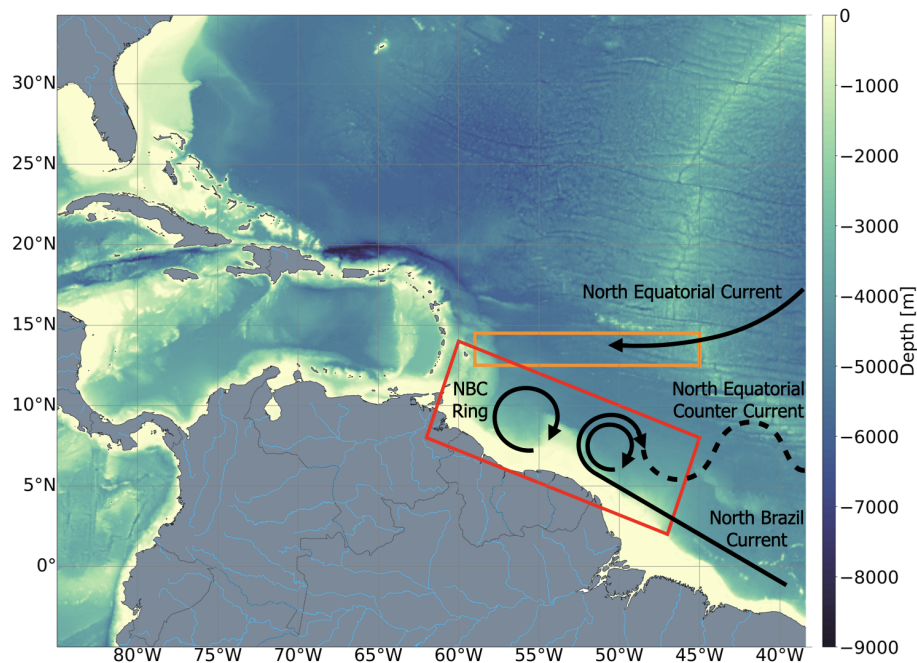 30°N
25°N
20°N
15°N
10°N
5°N
0°
80°W
75°W
70°W
65°W
60°W
55°W
50°W
45°W
40°W
North Equatorial Current
NBC
Ring
North Equatorial
Counter Current
North Brazil
Current
0
−1000
−2000
−3000
−4000
−5000
−6000
−7000
−8000
−9000
Depth [m]